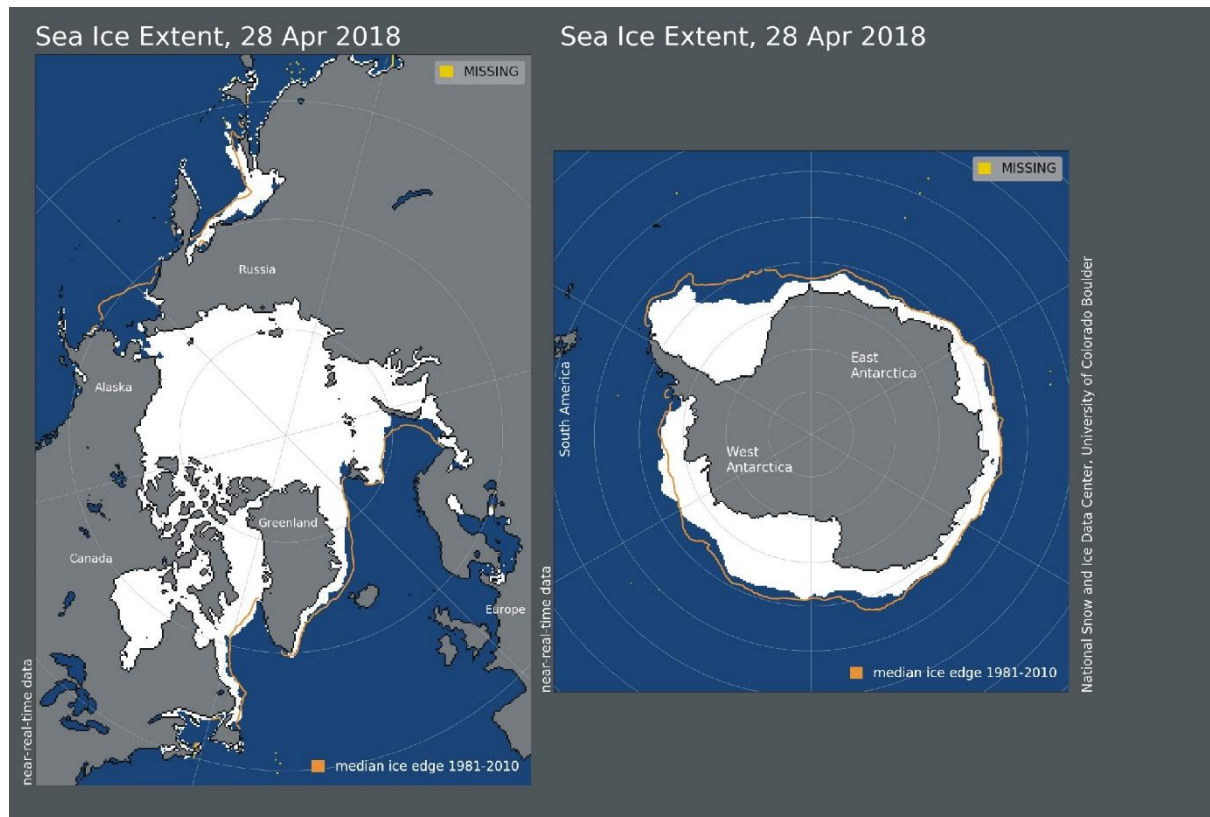 Sea Ice Extent, 28 Apr 2018
MISSING
Russia
Alaska
Greenland
Canada
Europe
near-real-time data
median ice edge 1981-2010
Sea Ice Extent, 28 Apr 2018
MISSING
East
Antarctica
South America
West
Antarctica
near-real-time data
median ice edge 1981-2010
National Snow and Ice Data Center, University of Colorado Boulder